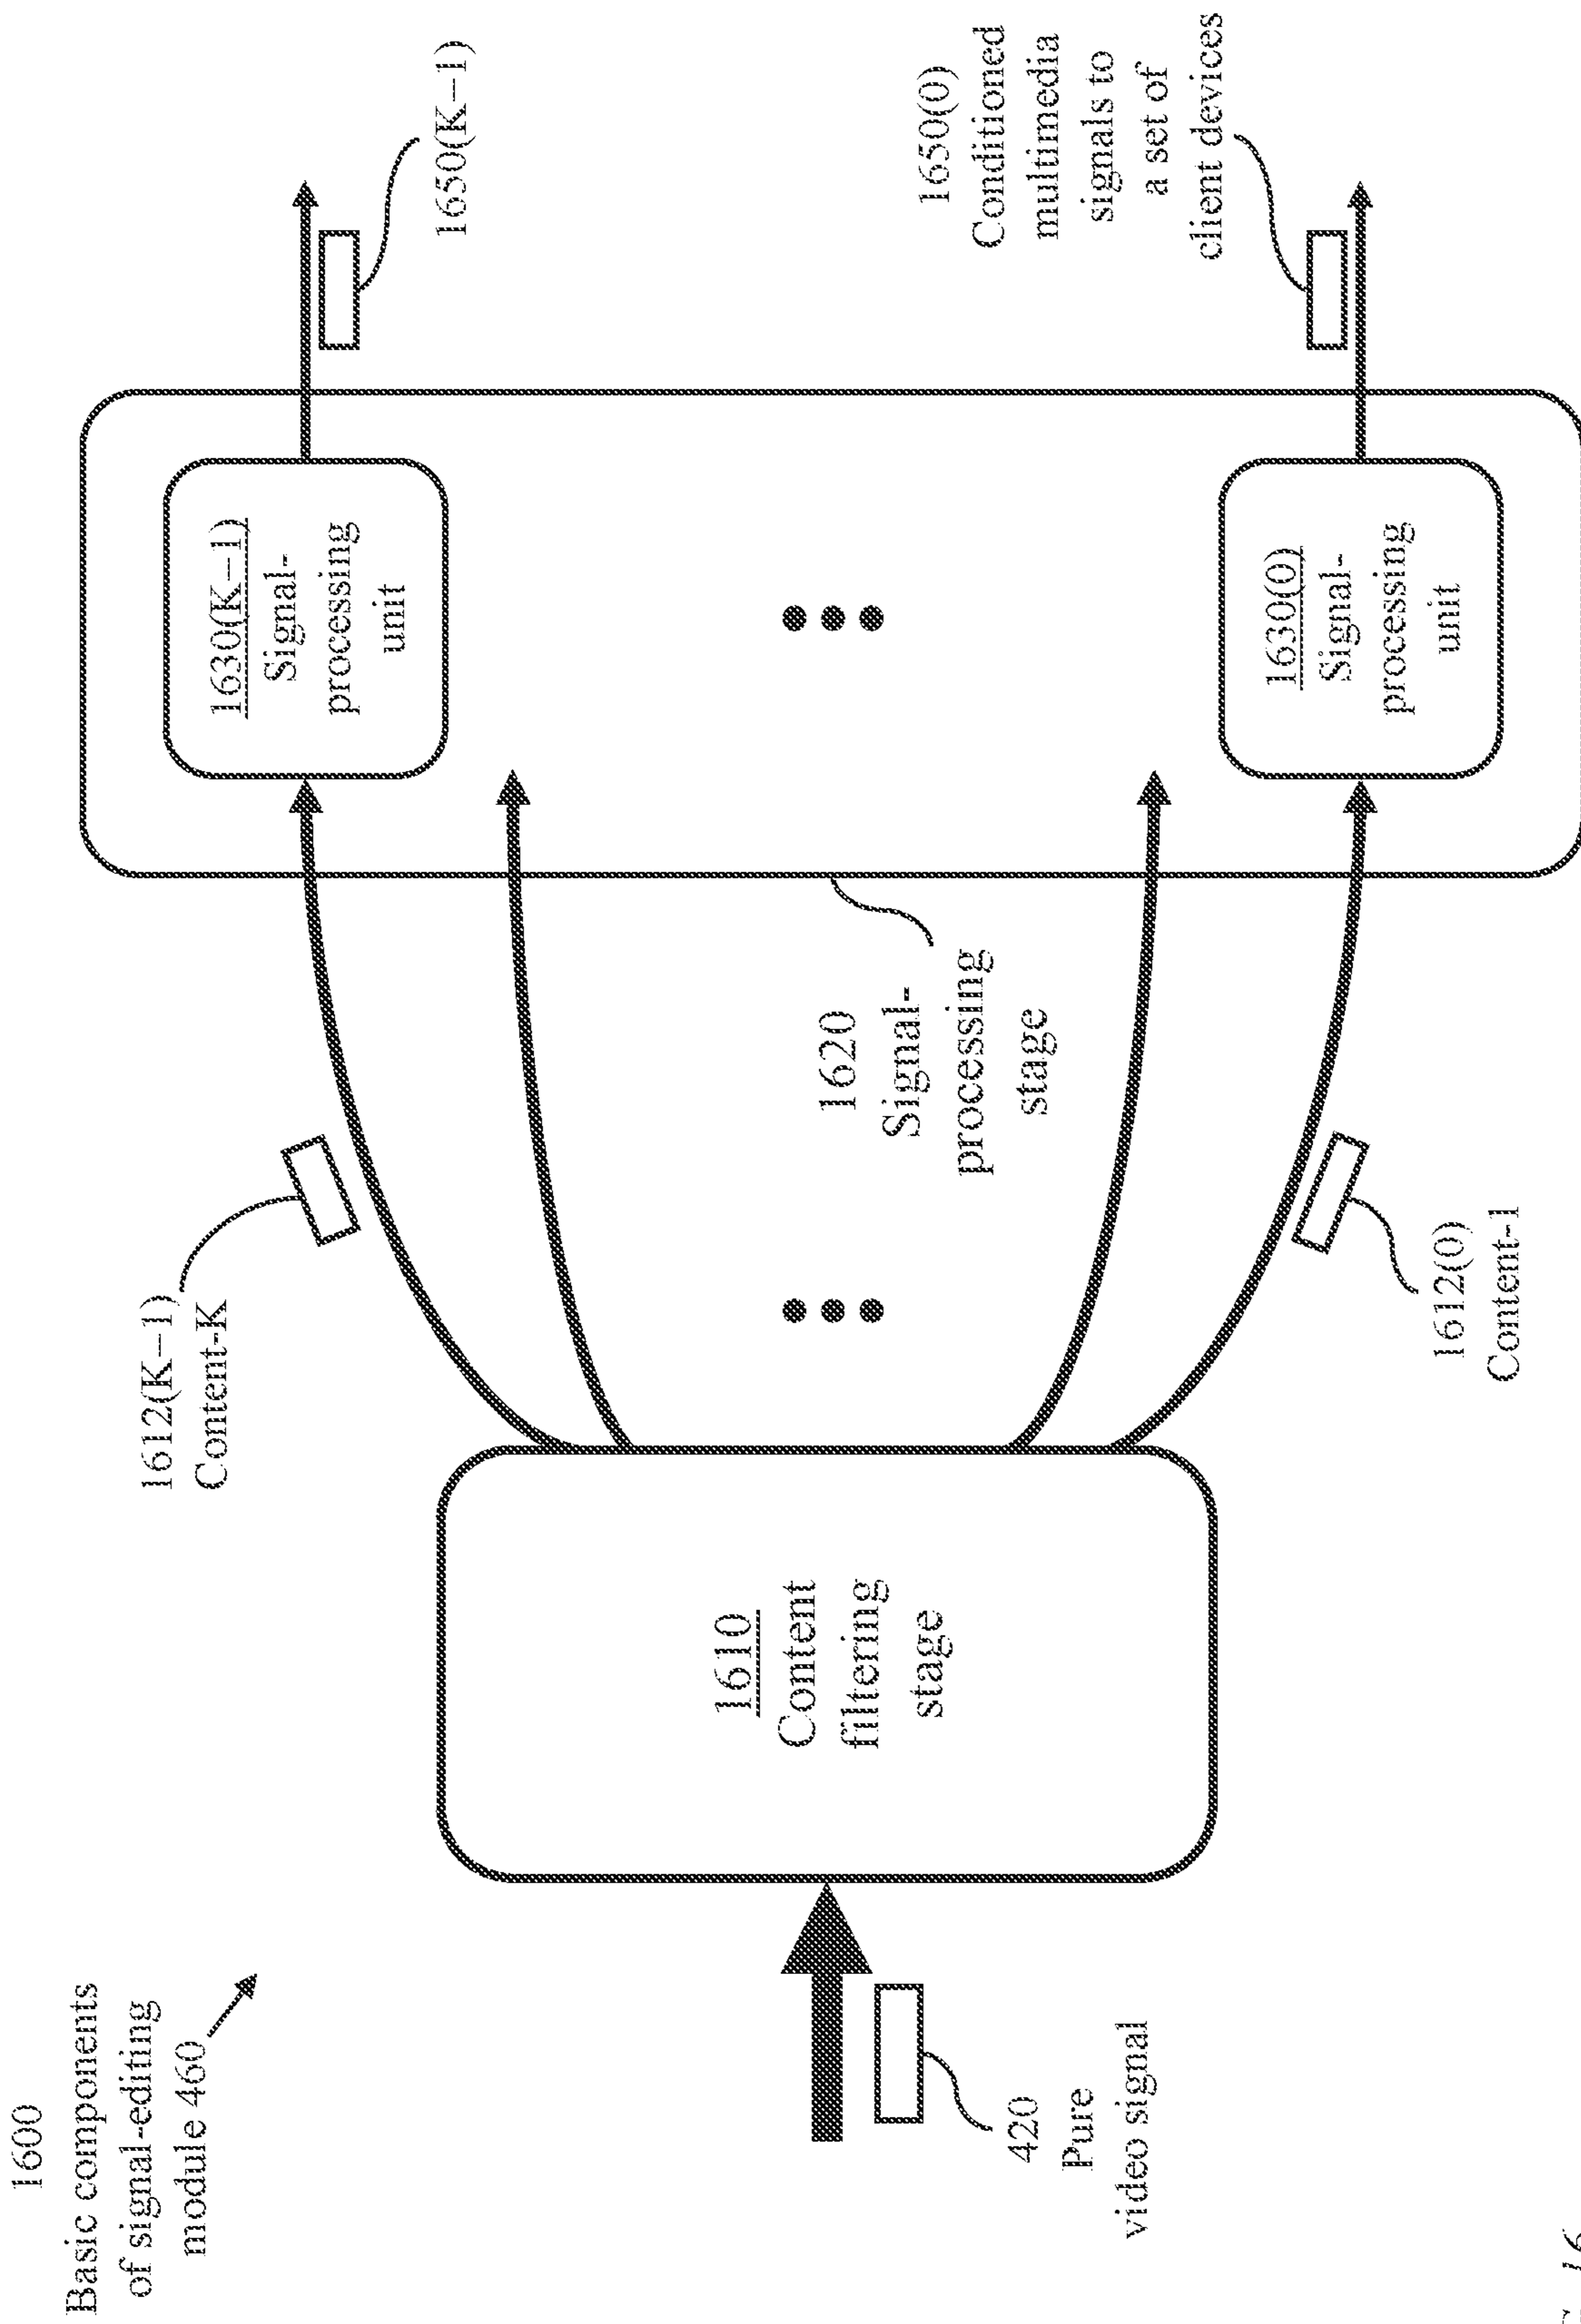 1600
Basic components
of signal-editing
module 460
420
Pure
video signal
1610
Content
filtering
stage
1612(K−1)
Content-K
1612(0)
Content-1
1620
Signal-
processing
stage
1630(K−1)
Signal-
processing
unit
1630(0)
Signal-
processing
unit
1650(K−1)
1650(0)
Conditioned
multimedia
signals to
a set of
client devices
16